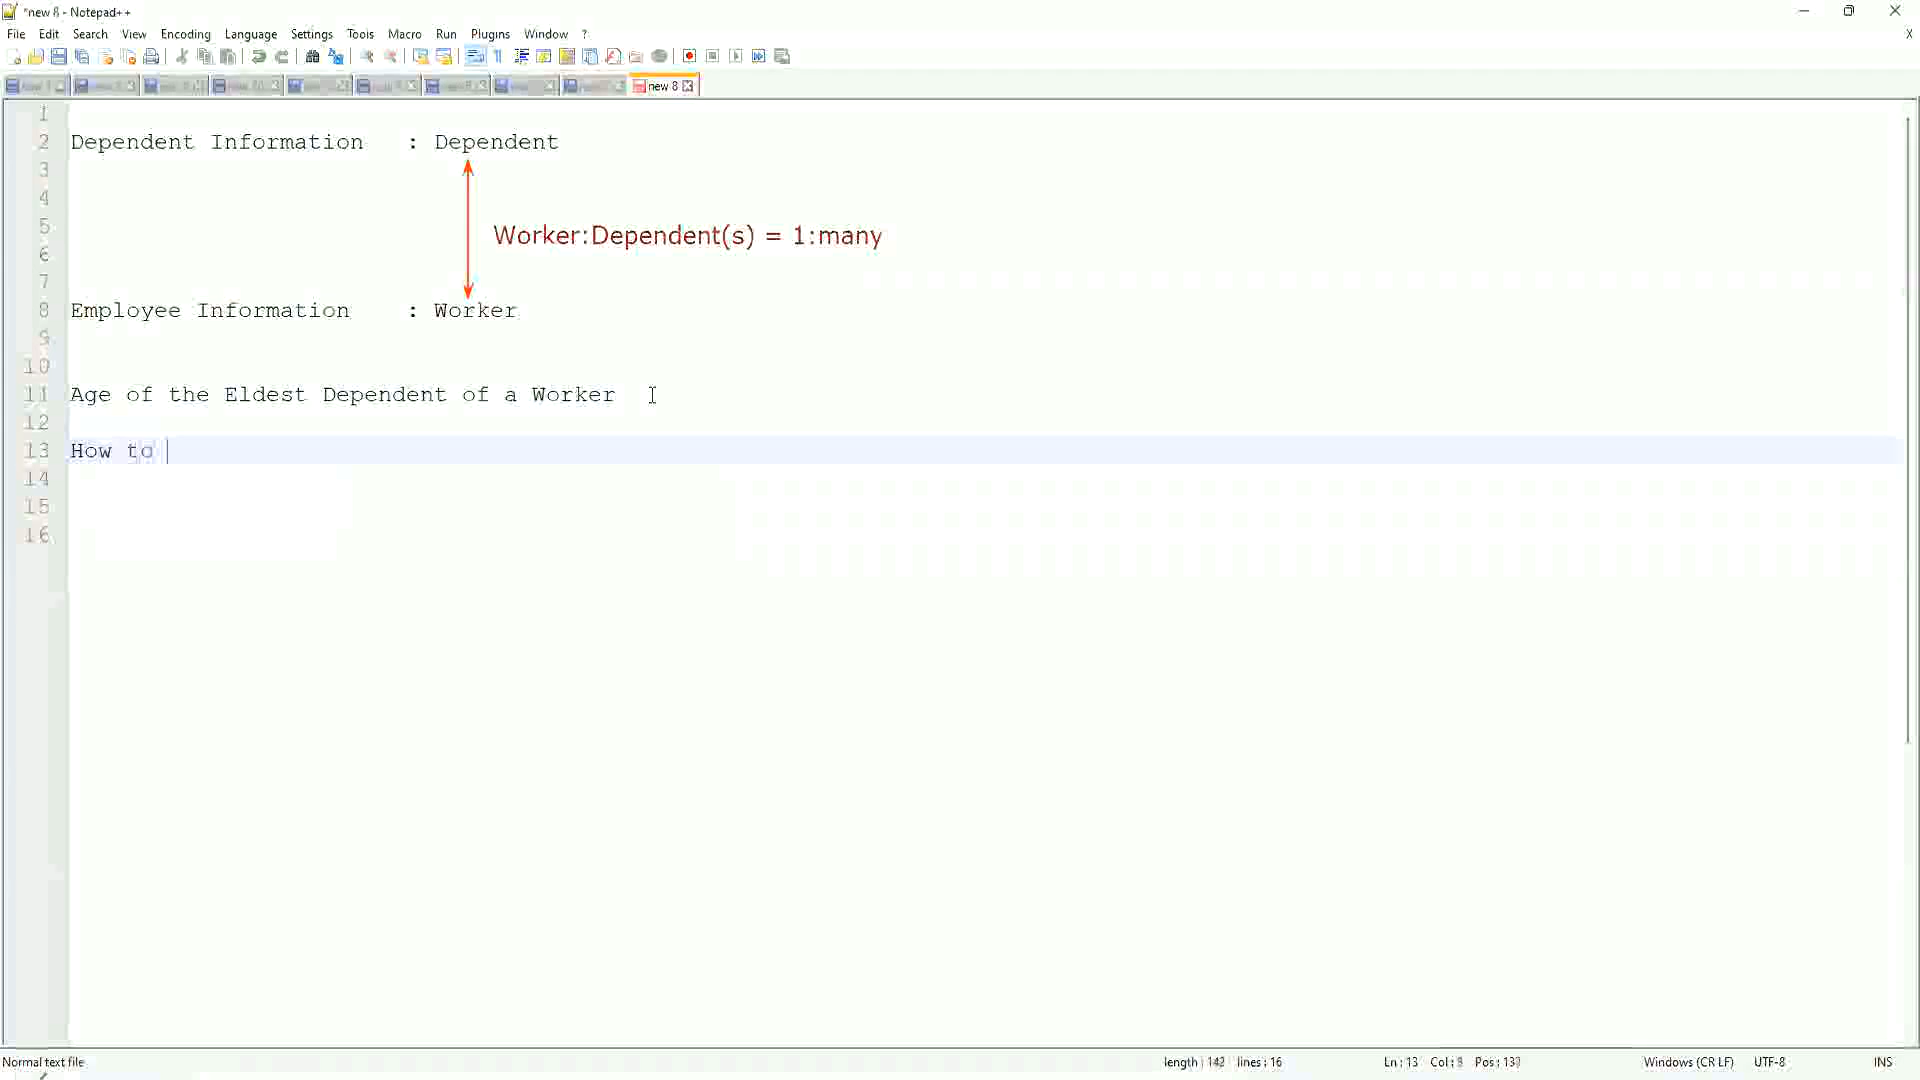 *new 8 - Notepad++
File Edit Search View Encoding Language Settings Tools Macro Run Plugins Window ? X
new 8
1
2 Dependent Information : Dependent
3
4
5 Worker:Dependent(s) = 1:many
6
7
8 Employee Information : Worker
9
10
11 Age of the Eldest Dependent of a Worker
12
13 How to
14
15
16
Normal text file length : 142 lines : 16 Ln : 13 Col : 8 Pos : 133 Windows (CR LF) UTF-8 INS